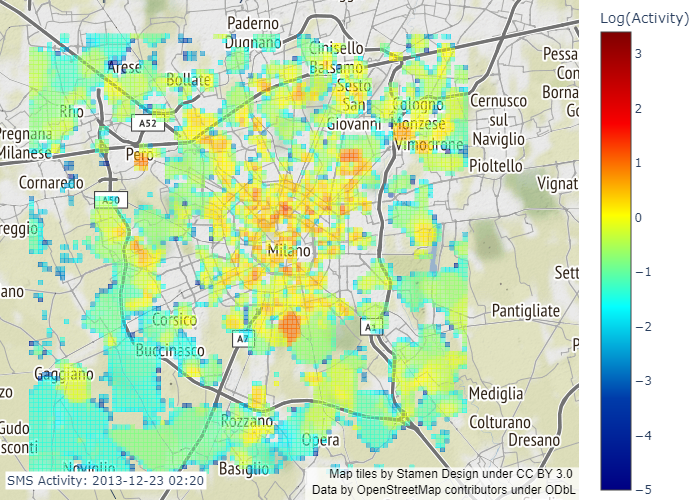 Log(Activity)
3
2
1
0
−1
−2
−3
−4
−5
Paderno
Dugnano
Cinisello
Balsamo
Arese
Bollate
Sesto
San
Giovanni
Rho
A52
Cologno
Monzese
Cernusco
sul
Naviglio
Vimodrone
Pessa
Con
Borna
Go
Pregnana
Milanese
Pero
Pioltello
Cornaredo
A50
Vignat
reggio
Milano
Sett
ano
Pantigliate
Corsico
A7
A1
Buccinasco
P
Gaggiano
zo
Mediglia
Rozzano
Colturano
Gudo
sconti
Opera
Dresano
Noviglio
Basiglio
SMS Activity: 2013-12-23 02:20
Map tiles by Stamen Design under CC BY 3.0
Data by OpenStreetMap contributors under ODbL